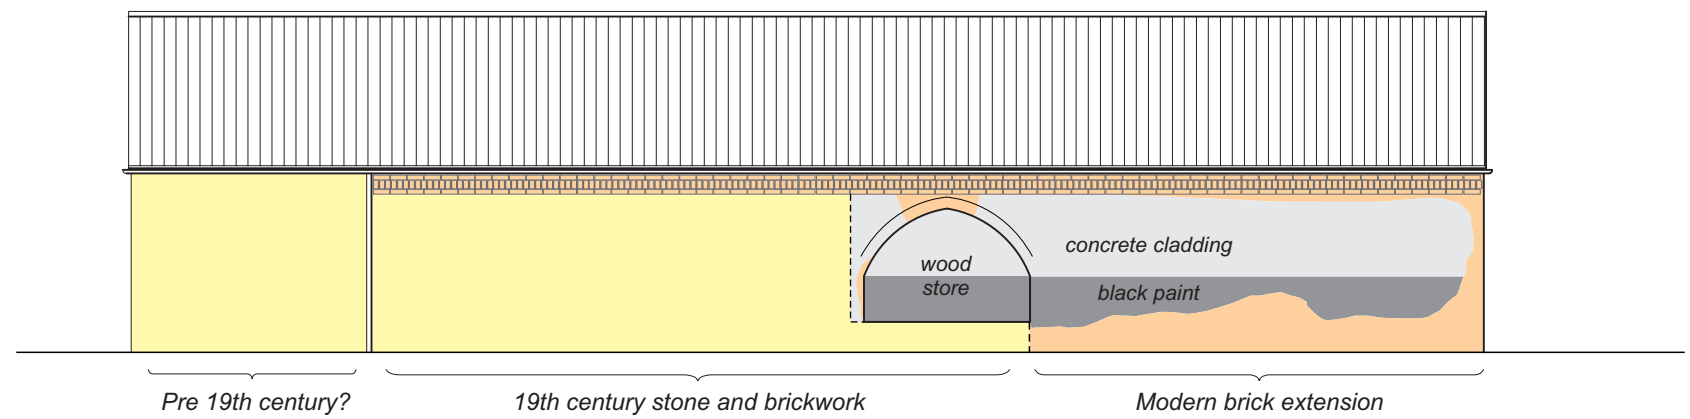 concrete cladding
wood
store
black paint
Pre 19th century?
19th century stone and brickwork
Modern brick extension